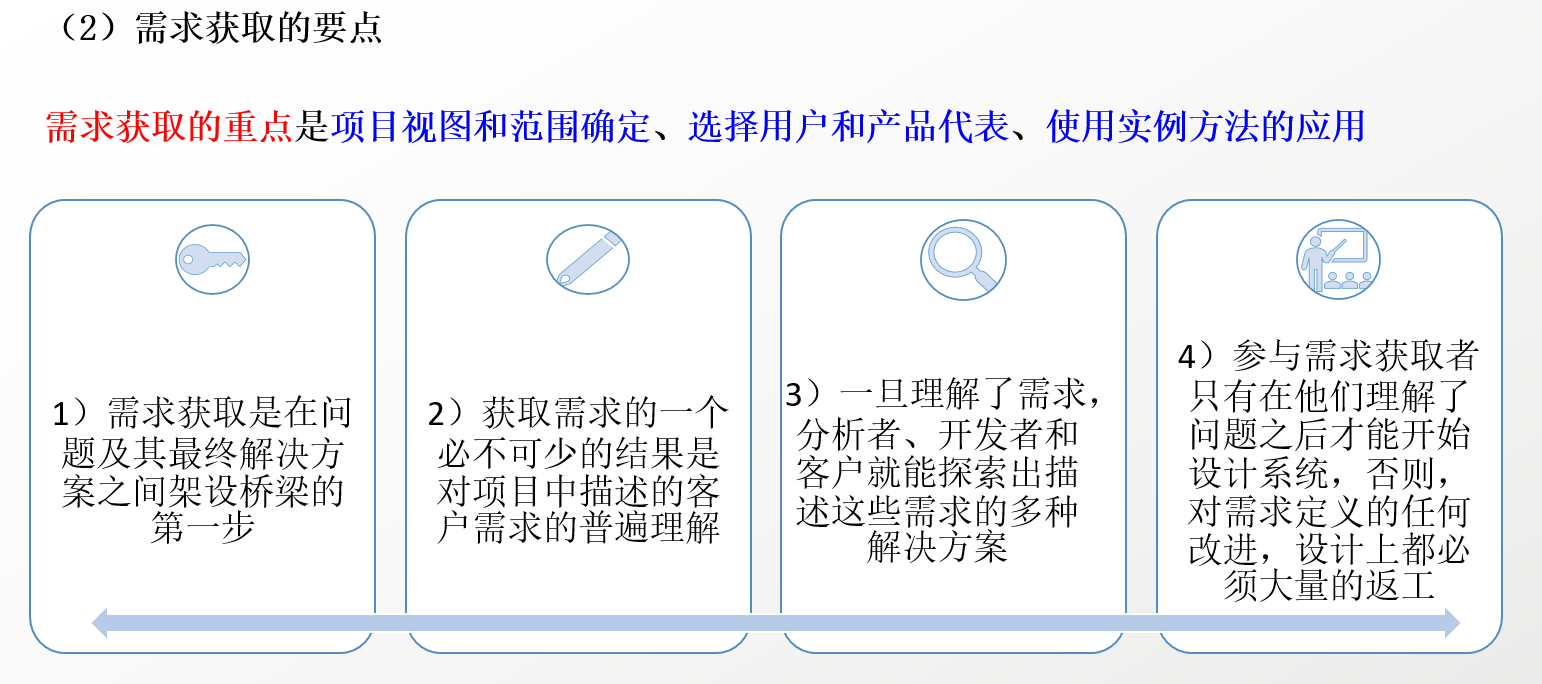 （2）需求获取的要点
需求获取的重点是项目视图和范围确定、选择用户和产品代表、使用实例方法的应用
1）需求获取是在问
题及其最终解决方
案之间架设桥梁的
第一步
2）获取需求的一个
必不可少的结果是
对项目中描述的客
户需求的普遍理解
3）一旦理解了需求，
分析者、开发者和
客户就能探索出描
述这些需求的多种
解决方案
4）参与需求获取者
只有在他们理解了
问题之后才能开始
设计系统，否则，
对需求定义的任何
改进，设计上都必
须大量的返工